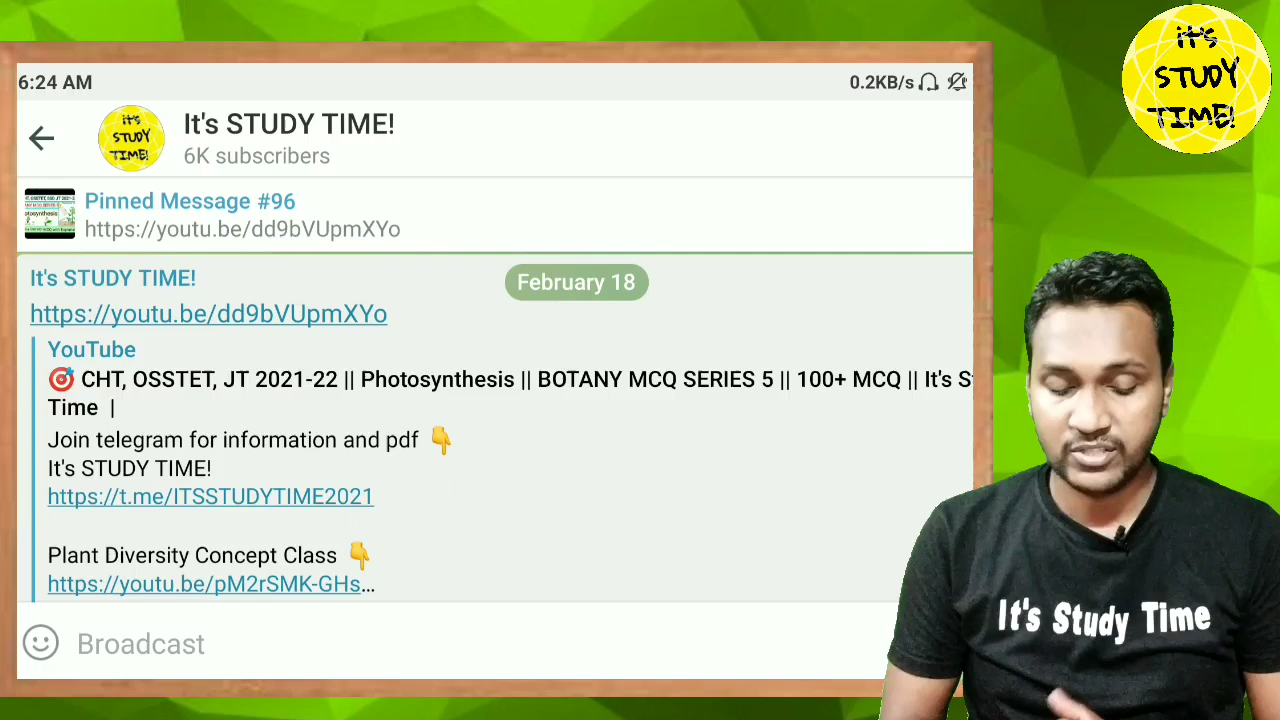 6:24 AM
0.2KB/s
It's STUDY TIME!
6K subscribers
it's
STUDY
TIME!
Pinned Message #96
https://youtu.be/dd9bVUpmXYo
It's STUDY TIME!
February 18
https://youtu.be/dd9bVUpmXYo
YouTube
🎯 CHT, OSSTET, JT 2021-22 || Photosynthesis || BOTANY MCQ SERIES 5 || 100+ MCQ || It's S
Time |
Join telegram for information and pdf 👇
It's STUDY TIME!
https://t.me/ITSSTUDYTIME2021
Plant Diversity Concept Class 👇
https://youtu.be/pM2rSMK-GHs...
Broadcast
it's
STUDY
TIME!
It's Study Time